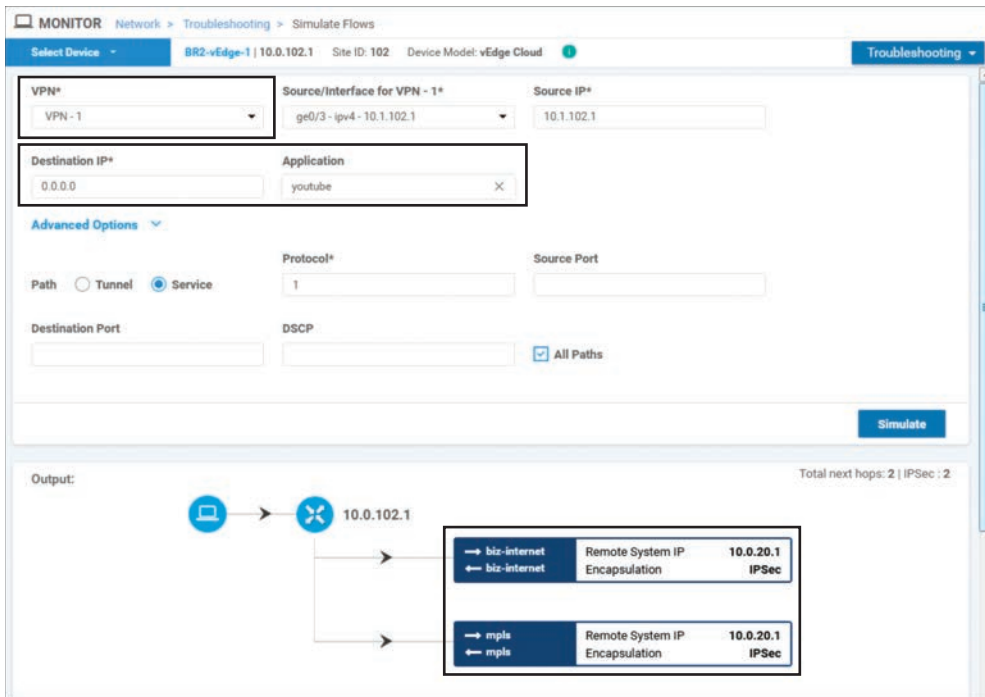 MONITOR Network > Troubleshooting > Simulate Flows
Select Device BR2-vEdge-1 | 10.0.102.1 Site ID: 102 Device Model: vEdge Cloud i Troubleshooting
VPN* Source/Interface for VPN - 1* Source IP*
VPN - 1 ge0/3 - ipv4 - 10.1.102.1 10.1.102.1
Destination IP* Application
0.0.0.0 youtube ×
Advanced Options
Protocol* Source Port
Path Tunnel Service 1
Destination Port DSCP
All Paths
Simulate
Output: Total next hops: 2 | IPSec : 2
10.0.102.1
→ biz-internet Remote System IP 10.0.20.1
← biz-internet Encapsulation IPSec
→ mpls Remote System IP 10.0.20.1
← mpls Encapsulation IPSec